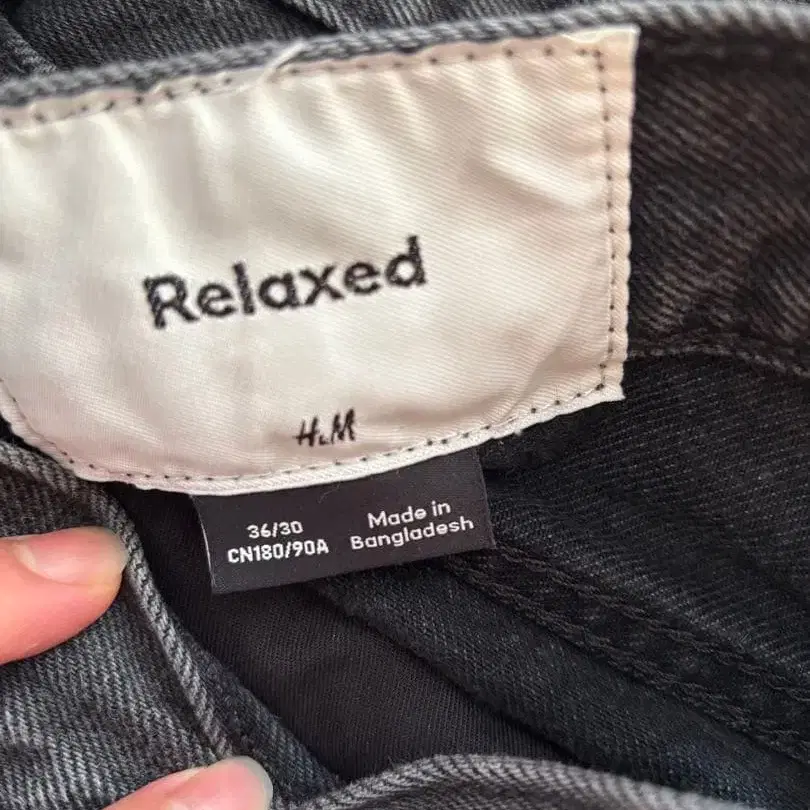 Relaxed
H&M
36/30
CN180/90A
Made in
Bangladesh